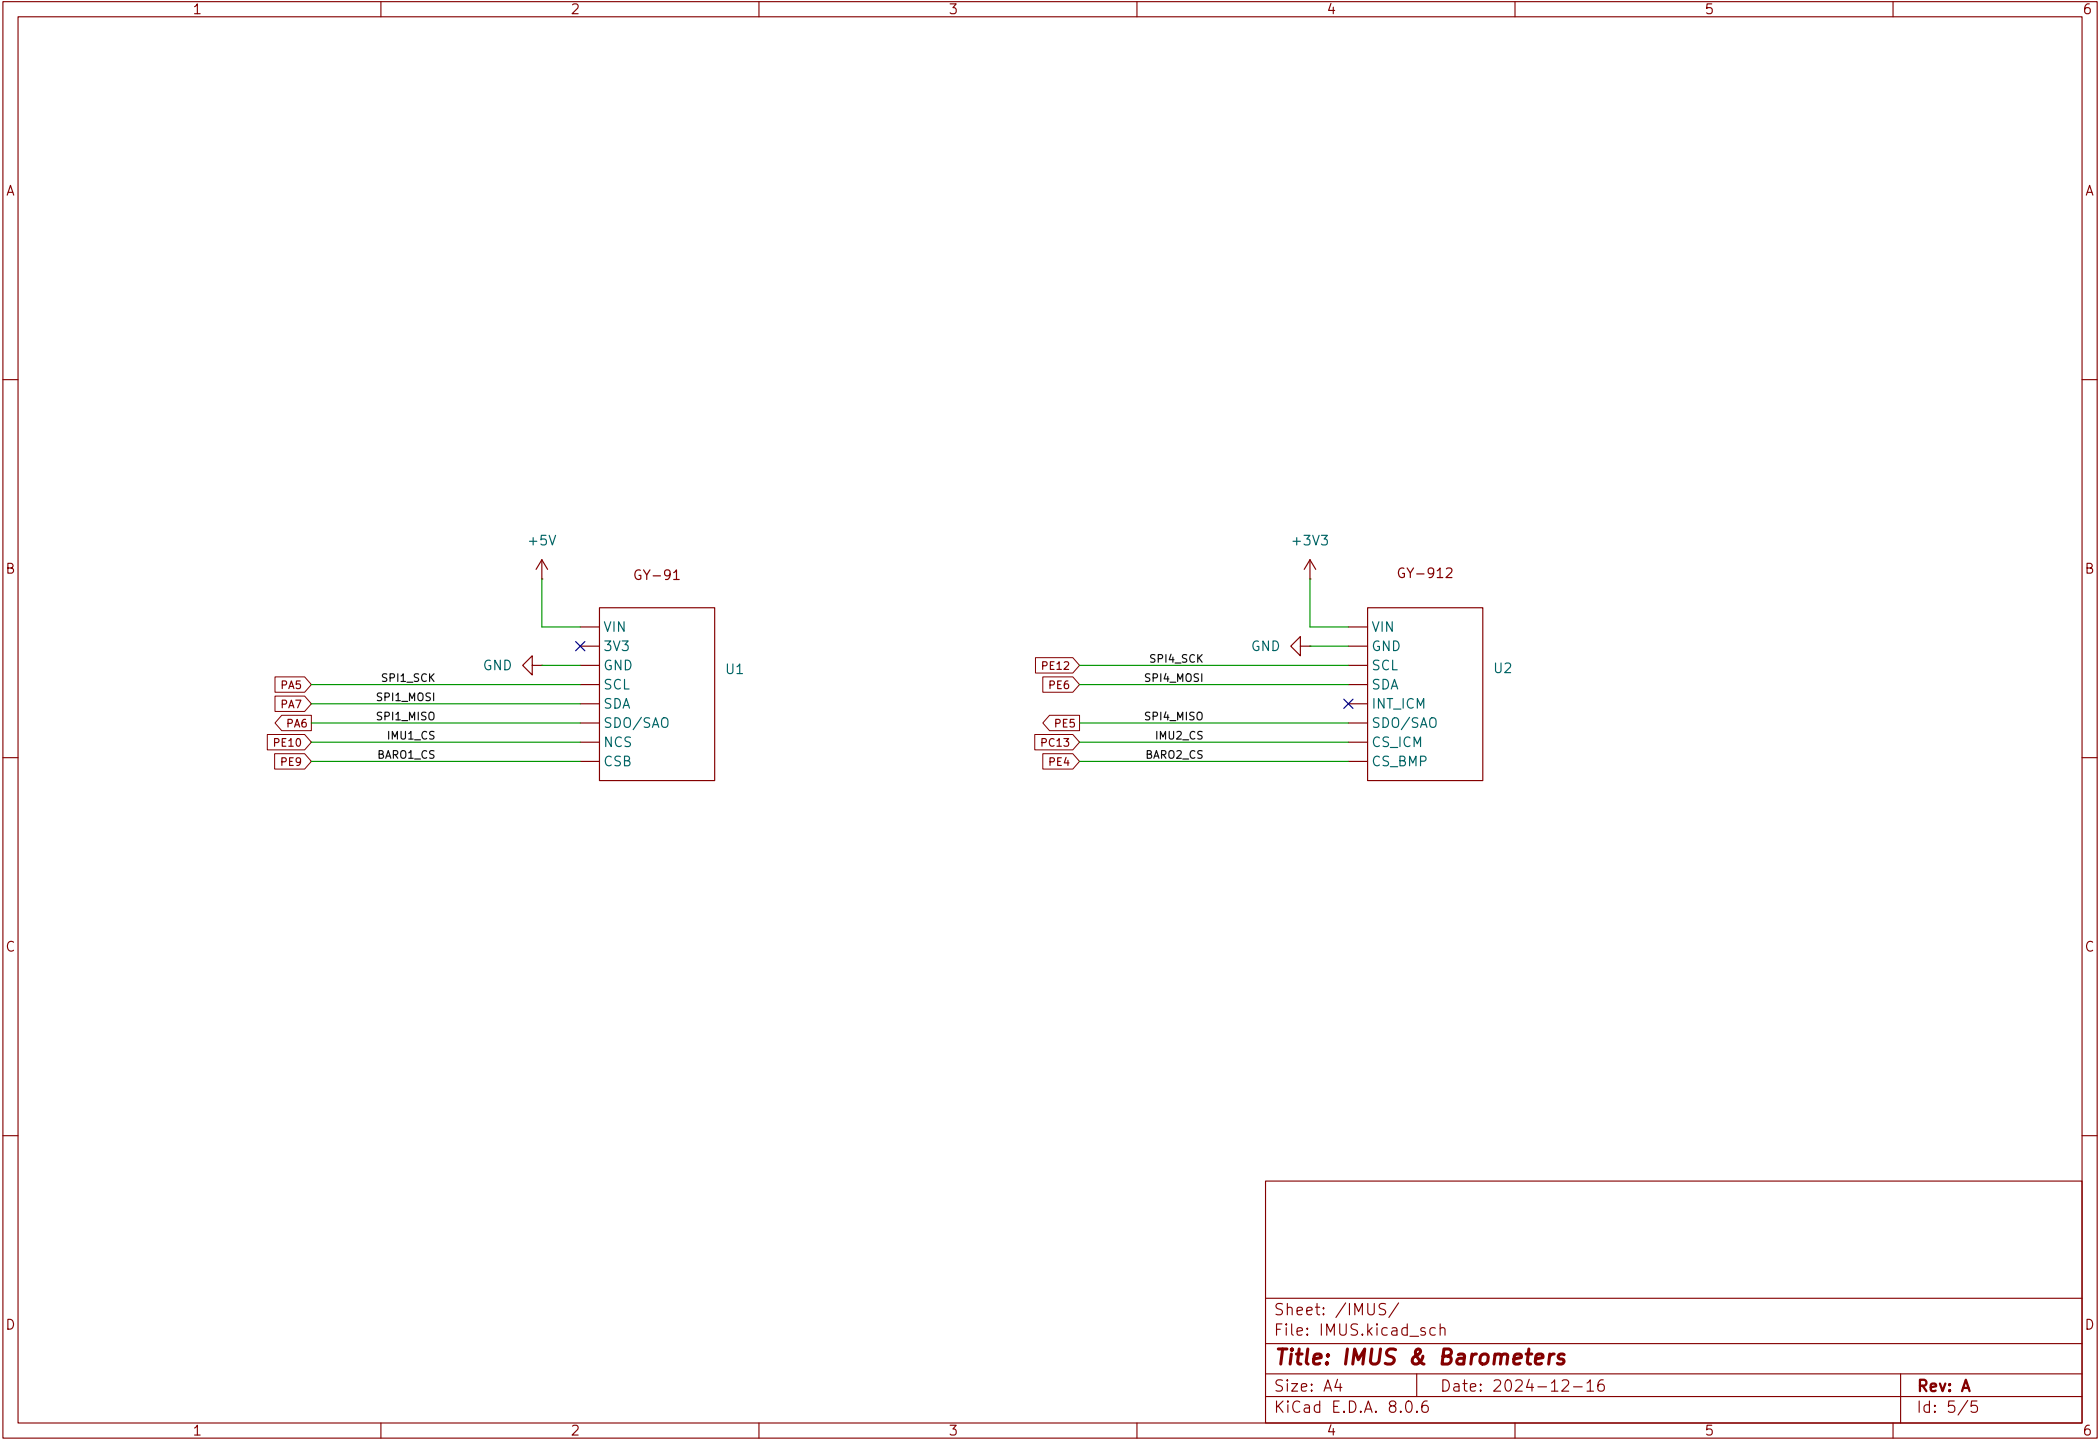 1 2 3 4 5 6
A A
+5V +3V3
B GY-91 GY-912 B
VIN VIN
3V3 GND GND
GND GND U1 PE12 SPI4_SCK SCL U2
PA5 SPI1_SCK SCL PE6 SPI4_MOSI SDA
PA7 SPI1_MOSI SDA INT_ICM
PA6 SPI1_MISO SDO/SAO PE5 SPI4_MISO SDO/SAO
PE10 IMU1_CS NCS PC13 IMU2_CS CS_ICM
PE9 BARO1_CS CSB PE4 BARO2_CS CS_BMP
C C
Sheet: /IMUS/
D File: IMUS.kicad_sch D
Title: IMUS & Barometers
Size: A4 Date: 2024-12-16 Rev: A
KiCad E.D.A. 8.0.6 Id: 5/5
1 2 3 4 5 6